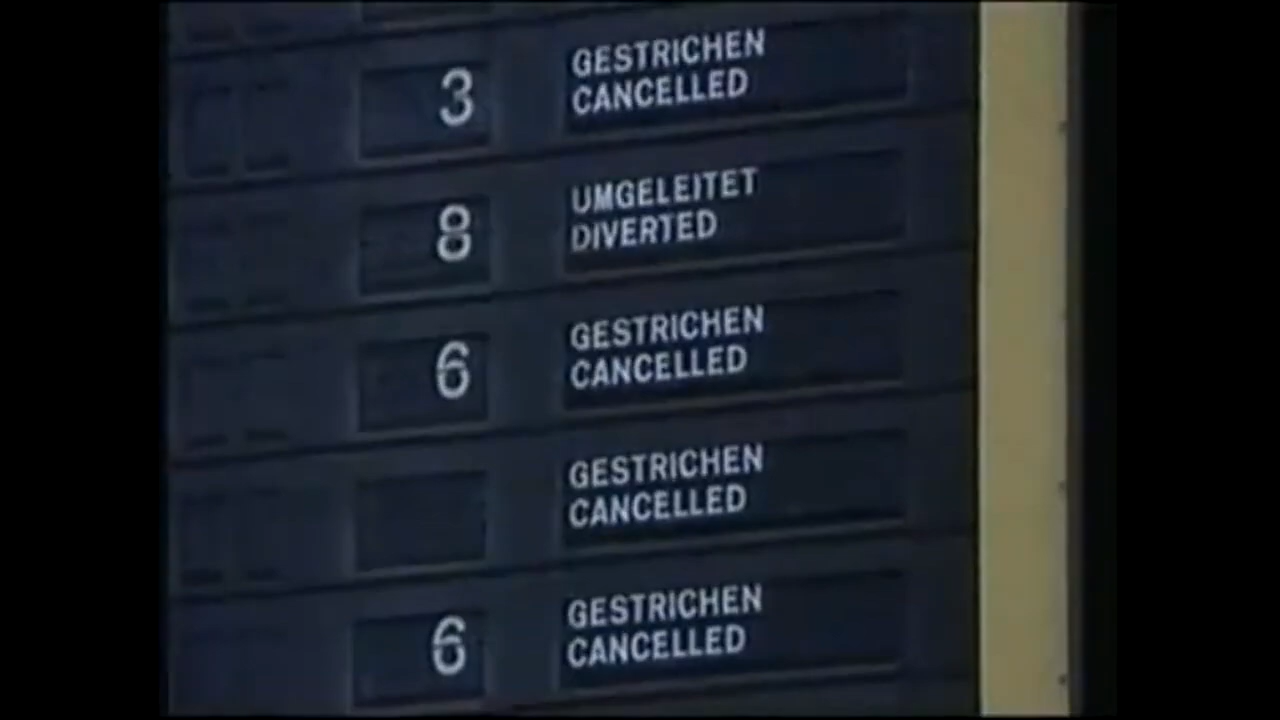 3
GESTRICHEN
CANCELLED
8
UMGELEITET
DIVERTED
6
GESTRICHEN
CANCELLED
GESTRICHEN
CANCELLED
6
GESTRICHEN
CANCELLED